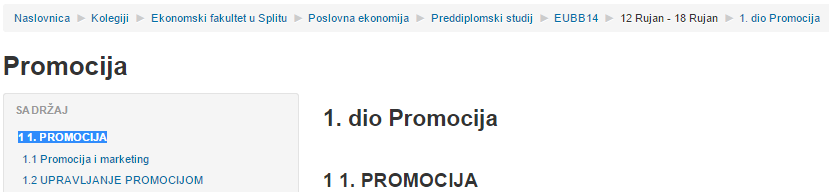 Naslovnica ► Kolegiji ► Ekonomski fakultet u Splitu ► Poslovna ekonomija ► Preddiplomski studij ► EUBB14 ► 12 Rujan - 18 Rujan ► 1. dio Promocija
Promocija
SADRŽAJ
1 1. PROMOCIJA
1.1 Promocija i marketing
1.2 UPRAVLJANJE PROMOCIJOM
1. dio Promocija
1 1. PROMOCIJA